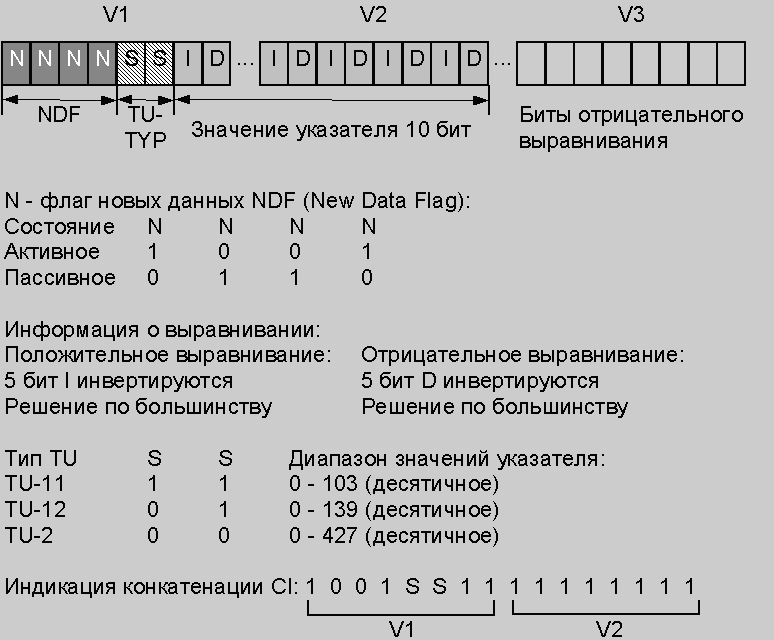 V1 V2 V3
N N N N S S I D ... I D I D I D I D ...
NDF TU- Значение указателя 10 бит Биты отрицательного
TYP выравнивания
N - флаг новых данных NDF (New Data Flag):
Состояние N N N N
Активное 1 0 0 1
Пассивное 0 1 1 0
Информация о выравнивании:
Положительное выравнивание: Отрицательное выравнивание:
5 бит I инвертируются 5 бит D инвертируются
Решение по большинству Решение по большинству
Тип TU S S Диапазон значений указателя:
TU-11 1 1 0 - 103 (десятичное)
TU-12 0 1 0 - 139 (десятичное)
TU-2 0 0 0 - 427 (десятичное)
Индикация конкатенации CI: 1 0 0 1 S S 1 1 1 1 1 1 1 1 1 1
V1 V2